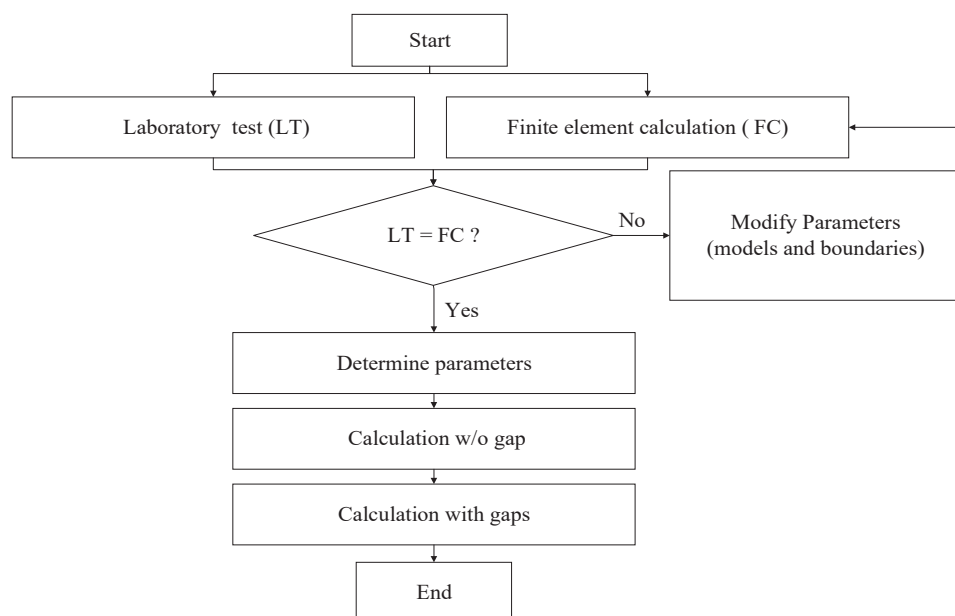 Start
Laboratory test (LT)
Finite element calculation ( FC)
LT = FC ?
No
Modify Parameters
(models and boundaries)
Yes
Determine parameters
Calculation w/o gap
Calculation with gaps
End